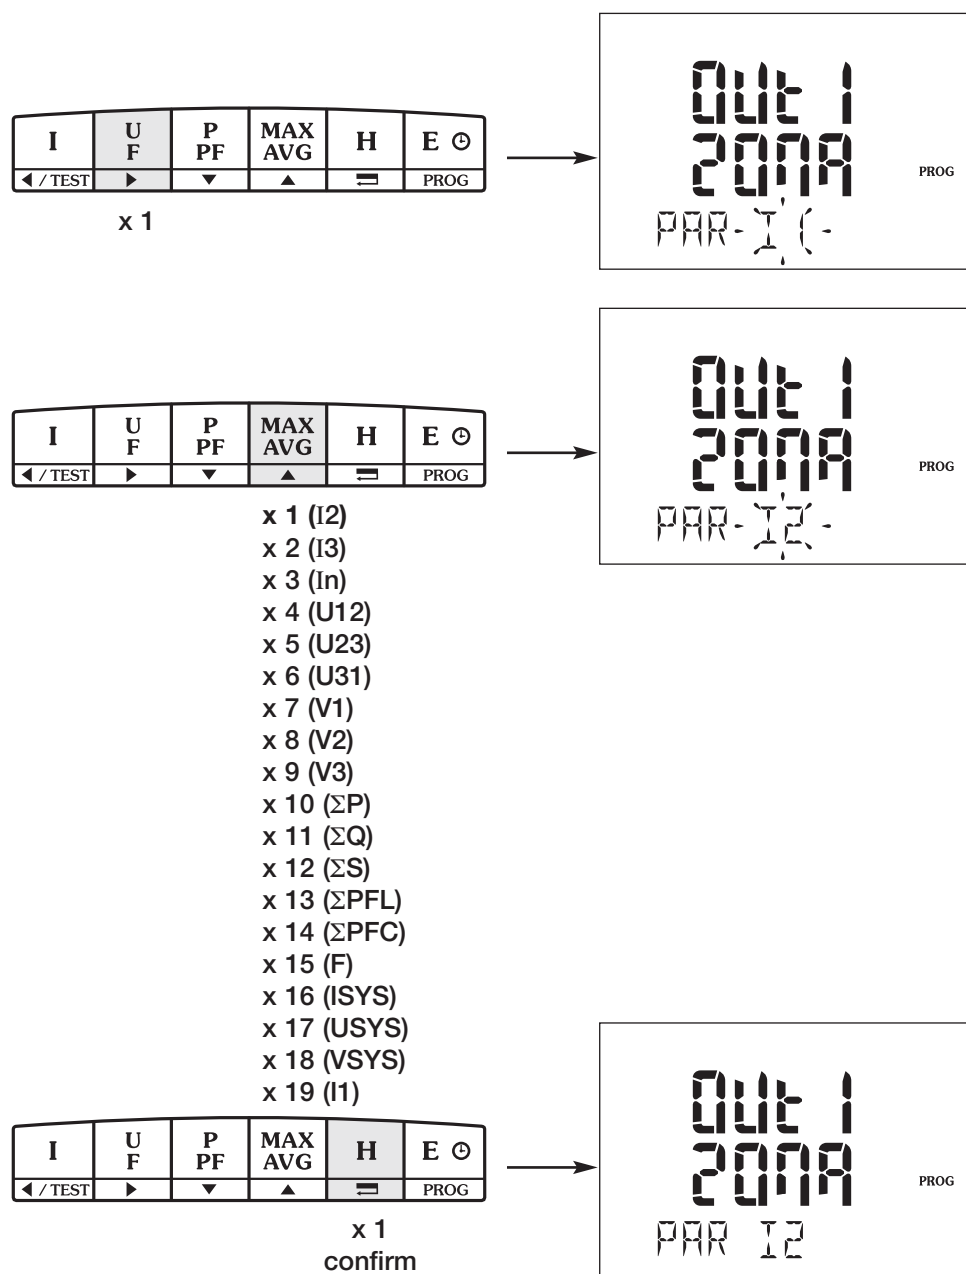 I U F P PF MAX AVG H E
/ TEST PROG
x 1
Out 1
20mA
PROG
PAR-I1-
I U F P PF MAX AVG H E
/ TEST PROG
Out 1
20mA
PROG
PAR-I2-
x 1 (I2)
x 2 (I3)
x 3 (In)
x 4 (U12)
x 5 (U23)
x 6 (U31)
x 7 (V1)
x 8 (V2)
x 9 (V3)
x 10 (ΣP)
x 11 (ΣQ)
x 12 (ΣS)
x 13 (ΣPFL)
x 14 (ΣPFC)
x 15 (F)
x 16 (ISYS)
x 17 (USYS)
x 18 (VSYS)
x 19 (I1)
I U F P PF MAX AVG H E
/ TEST PROG
x 1
confirm
Out 1
20mA
PROG
PAR I2